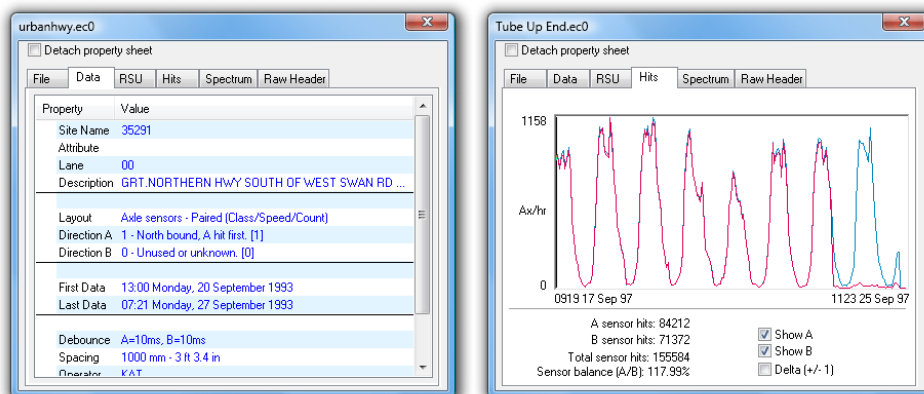 urbanhwy.ec0
Detach property sheet
File Data RSU Hits Spectrum Raw Header
Property Value
Site Name 35291
Attribute
Lane 00
Description GRT.NORTHERN HWY SOUTH OF WEST SWAN RD ...
Layout Axle sensors - Paired (Class/Speed/Count)
Direction A 1 - North bound, A hit first. [1]
Direction B 0 - Unused or unknown. [0]
First Data 13:00 Monday, 20 September 1993
Last Data 07:21 Monday, 27 September 1993
Debounce A=10ms, B=10ms
Spacing 1000 mm - 3 ft 3.4 in
Operator KAT
Tube Up End.ec0
Detach property sheet
File Data RSU Hits Spectrum Raw Header
1158
Ax/hr
0
0919 17 Sep 97 1123 25 Sep 97
A sensor hits: 84212
B sensor hits: 71372
Total sensor hits: 155584
Sensor balance (A/B): 117.99%
Show A
Show B
Delta (+/- 1)